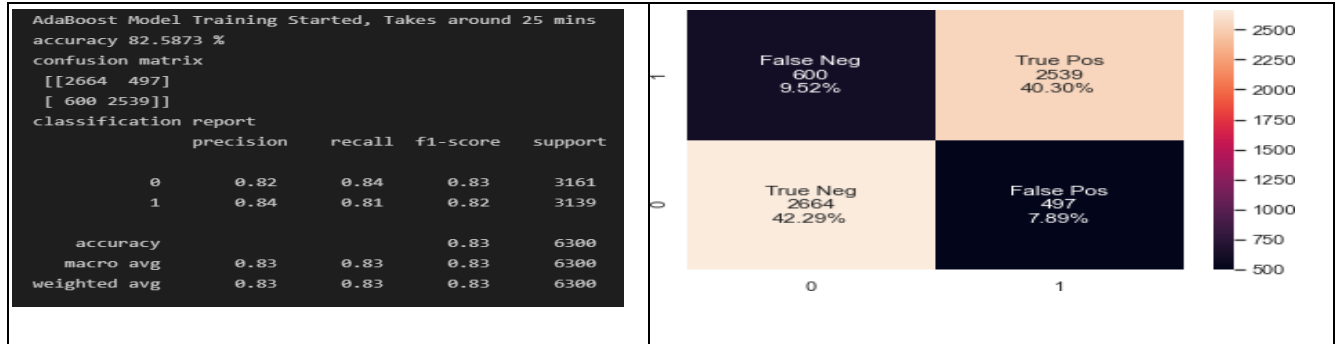 AdaBoost Model Training Started, Takes around 25 mins
accuracy 82.5873 %
confusion matrix
[[2664 497]
[ 600 2539]]
classification report
precision recall f1-score support
0 0.82 0.84 0.83 3161
1 0.84 0.81 0.82 3139
accuracy 0.83 6300
macro avg 0.83 0.83 0.83 6300
weighted avg 0.83 0.83 0.83 6300
1
False Neg
600
9.52%
True Pos
2539
40.30%
0
True Neg
2664
42.29%
False Pos
497
7.89%
0 1
2500
2250
2000
1750
1500
1250
1000
750
500